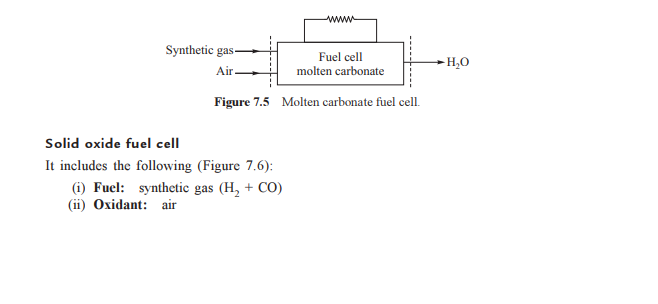 Synthetic gas
Air
Fuel cell
molten carbonate
H₂O
Figure 7.5 Molten carbonate fuel cell.
Solid oxide fuel cell
It includes the following (Figure 7.6):
(i) Fuel: synthetic gas (H₂ + CO)
(ii) Oxidant: air